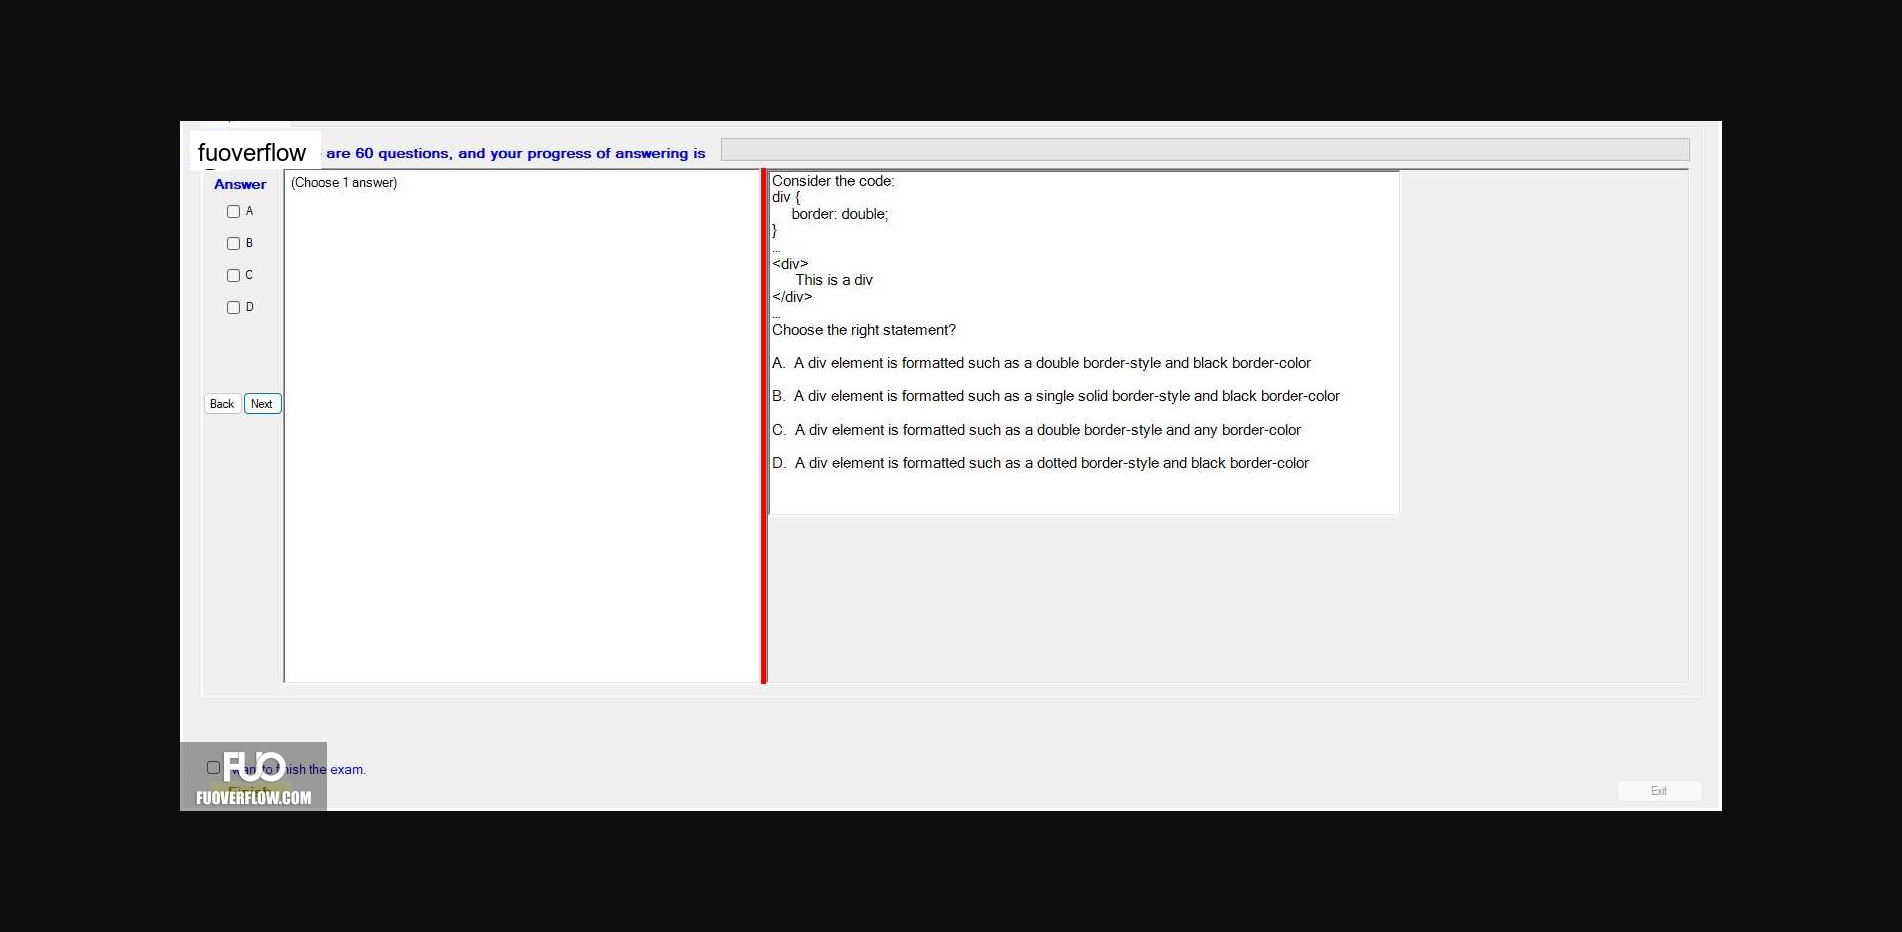 fuoverflow are 60 questions, and your progress of answering is
Answer
A
B
C
D
Back Next
(Choose 1 answer)
Consider the code:
div {
border: double;
}
...
<div>
This is a div
</div>
...
Choose the right statement?
A. A div element is formatted such as a double border-style and black border-color
B. A div element is formatted such as a single solid border-style and black border-color
C. A div element is formatted such as a double border-style and any border-color
D. A div element is formatted such as a dotted border-style and black border-color
FUO
want to finish the exam.
Finish
FUOVERFLOW.COM
Exit